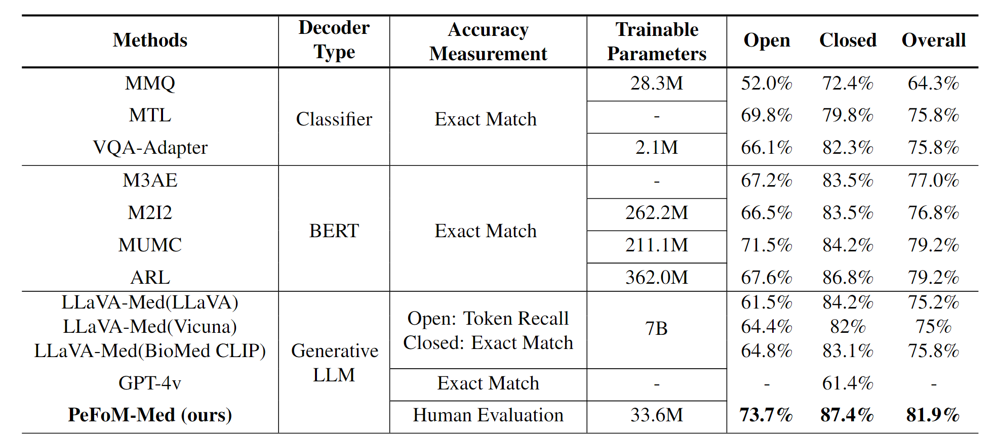 Methods Decoder Type Accuracy Measurement Trainable Parameters Open Closed Overall
MMQ Classifier Exact Match 28.3M 52.0% 72.4% 64.3%
MTL - 69.8% 79.8% 75.8%
VQA-Adapter 2.1M 66.1% 82.3% 75.8%
M3AE BERT Exact Match - 67.2% 83.5% 77.0%
M2I2 262.2M 66.5% 83.5% 76.8%
MUMC 211.1M 71.5% 84.2% 79.2%
ARL 362.0M 67.6% 86.8% 79.2%
LLaVA-Med(LLaVA) Generative LLM Open: Token Recall Closed: Exact Match 7B 61.5% 84.2% 75.2%
LLaVA-Med(Vicuna) 64.4% 82% 75%
LLaVA-Med(BioMed CLIP) 64.8% 83.1% 75.8%
GPT-4v Exact Match - - 61.4% -
PeFoM-Med (ours) Human Evaluation 33.6M 73.7% 87.4% 81.9%